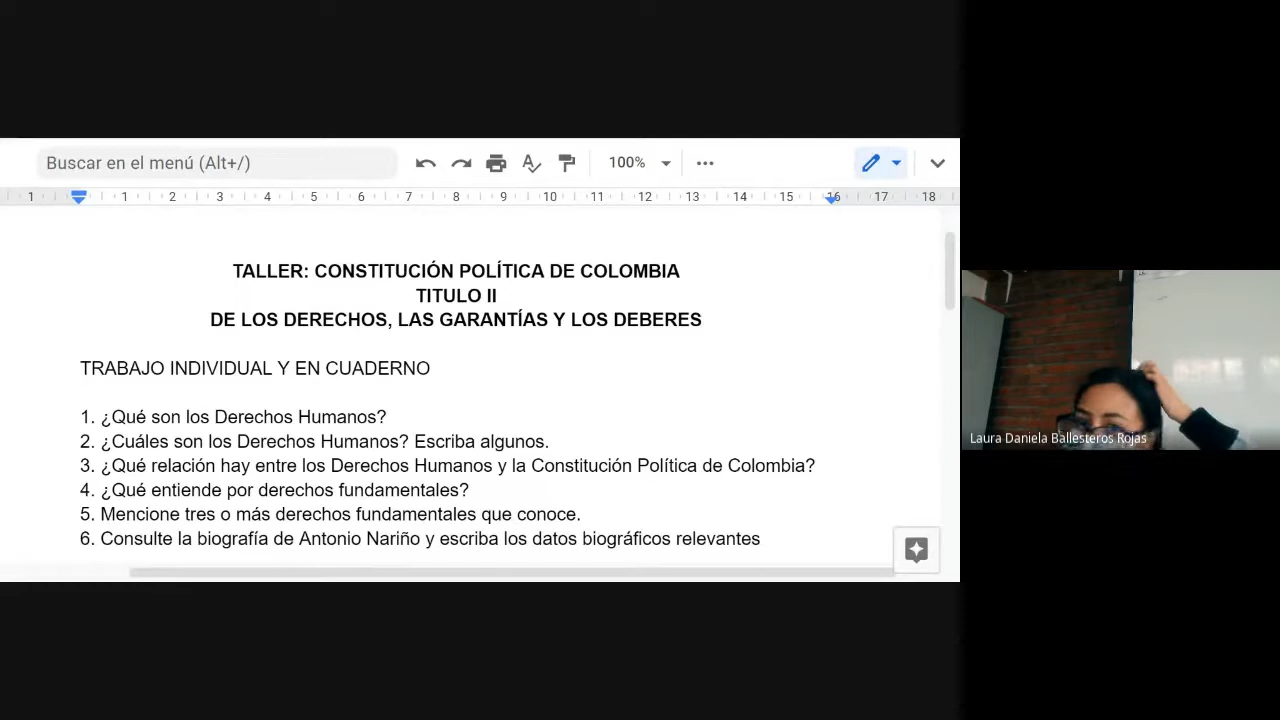 Buscar en el menú (Alt+/)
100%
1 1 2 3 4 5 6 7 8 9 10 11 12 13 14 15 16 17 18
TALLER: CONSTITUCIÓN POLÍTICA DE COLOMBIA
TITULO II
DE LOS DERECHOS, LAS GARANTÍAS Y LOS DEBERES
TRABAJO INDIVIDUAL Y EN CUADERNO
1. ¿Qué son los Derechos Humanos?
2. ¿Cuáles son los Derechos Humanos? Escriba algunos.
3. ¿Qué relación hay entre los Derechos Humanos y la Constitución Política de Colombia?
4. ¿Qué entiende por derechos fundamentales?
5. Mencione tres o más derechos fundamentales que conoce.
6. Consulte la biografía de Antonio Nariño y escriba los datos biográficos relevantes
Laura Daniela Ballesteros Rojas